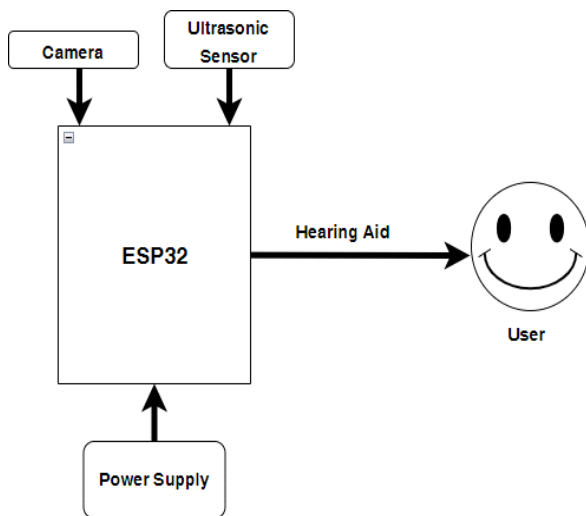 Camera
Ultrasonic
Sensor
ESP32
Hearing Aid
User
Power Supply